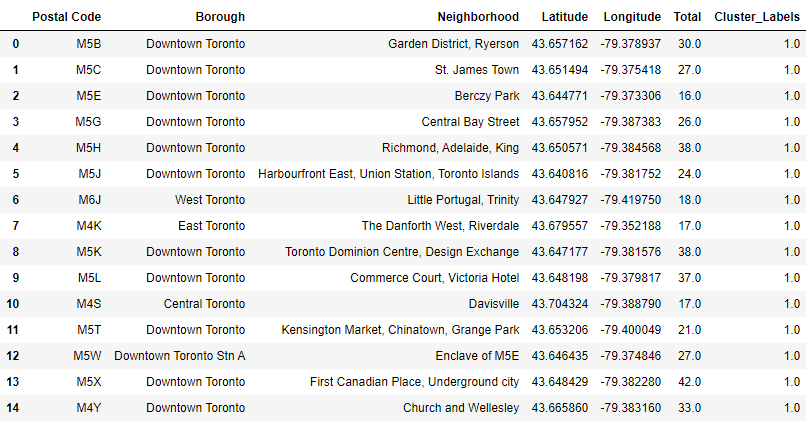 Postal Code Borough Neighborhood Latitude Longitude Total Cluster_Labels
0 M5B Downtown Toronto Garden District, Ryerson 43.657162 -79.378937 30.0 1.0
1 M5C Downtown Toronto St. James Town 43.651494 -79.375418 27.0 1.0
2 M5E Downtown Toronto Berczy Park 43.644771 -79.373306 16.0 1.0
3 M5G Downtown Toronto Central Bay Street 43.657952 -79.387383 26.0 1.0
4 M5H Downtown Toronto Richmond, Adelaide, King 43.650571 -79.384568 38.0 1.0
5 M5J Downtown Toronto Harbourfront East, Union Station, Toronto Islands 43.640816 -79.381752 24.0 1.0
6 M6J West Toronto Little Portugal, Trinity 43.647927 -79.419750 18.0 1.0
7 M4K East Toronto The Danforth West, Riverdale 43.679557 -79.352188 17.0 1.0
8 M5K Downtown Toronto Toronto Dominion Centre, Design Exchange 43.647177 -79.381576 38.0 1.0
9 M5L Downtown Toronto Commerce Court, Victoria Hotel 43.648198 -79.379817 37.0 1.0
10 M4S Central Toronto Davisville 43.704324 -79.388790 17.0 1.0
11 M5T Downtown Toronto Kensington Market, Chinatown, Grange Park 43.653206 -79.400049 21.0 1.0
12 M5W Downtown Toronto Stn A Enclave of M5E 43.646435 -79.374846 27.0 1.0
13 M5X Downtown Toronto First Canadian Place, Underground city 43.648429 -79.382280 42.0 1.0
14 M4Y Downtown Toronto Church and Wellesley 43.665860 -79.383160 33.0 1.0